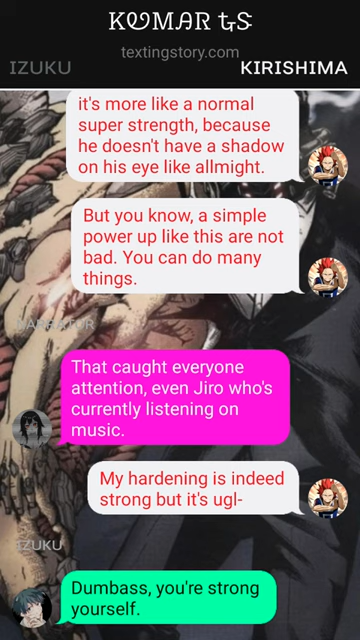 KUMAR GS
textingstory.com
IZUKU
KIRISHIMA
it's more like a normal
super strength, because
he doesn't have a shadow
on his eye like allmight.
But you know, a simple
power up like this are not
bad. You can do many
things.
NARRATOR
That caught everyone
attention, even Jiro who's
currently listening on
music.
My hardening is indeed
strong but it's ugl-
IZUKU
Dumbass, you're strong
yourself.